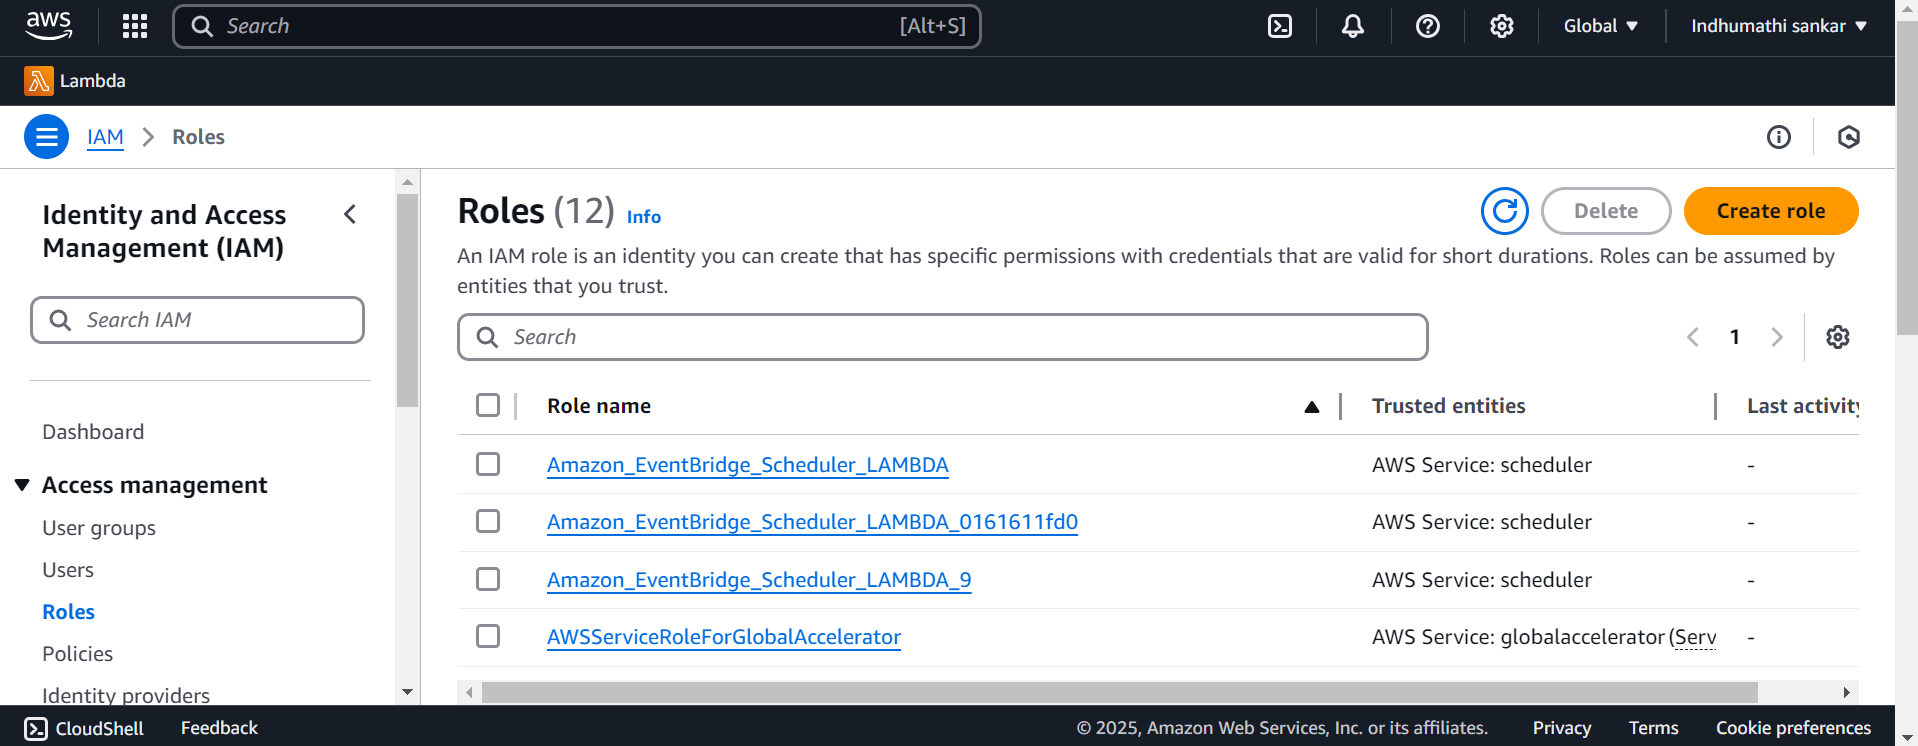 aws
Search [Alt+S]
Global
Indhumathi sankar
Lambda
IAM
Roles
Identity and Access
Management (IAM)
Search IAM
Dashboard
Access management
User groups
Users
Roles
Policies
Identity providers
Roles (12) Info
Delete
Create role
An IAM role is an identity you can create that has specific permissions with credentials that are valid for short durations. Roles can be assumed by
entities that you trust.
Search
1
Role name Trusted entities Last activity
Amazon_EventBridge_Scheduler_LAMBDA AWS Service: scheduler -
Amazon_EventBridge_Scheduler_LAMBDA_0161611fd0 AWS Service: scheduler -
Amazon_EventBridge_Scheduler_LAMBDA_9 AWS Service: scheduler -
AWSServiceRoleForGlobalAccelerator AWS Service: globalaccelerator (Serv -
CloudShell Feedback © 2025, Amazon Web Services, Inc. or its affiliates. Privacy Terms Cookie preferences